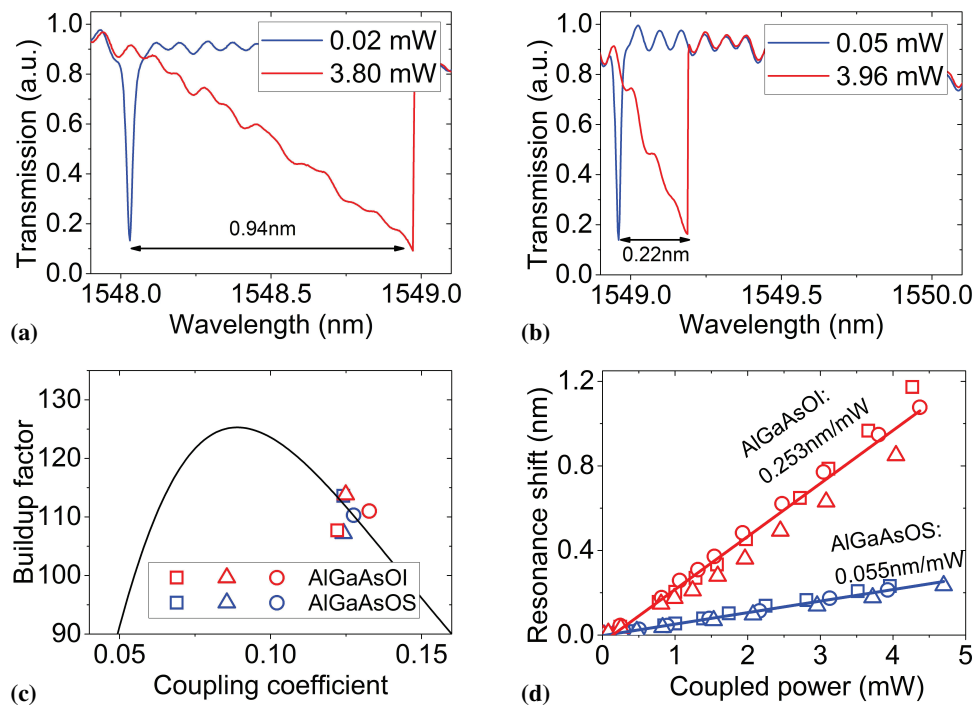 1.0
0.8
0.6
0.4
0.2
0.0
Transmission (a.u.)
0.02 mW
3.80 mW
0.94nm
1548.0
1548.5
1549.0
Wavelength (nm)
(a)
1.0
0.8
0.6
0.4
0.2
0.0
Transmission (a.u.)
0.05 mW
3.96 mW
0.22nm
1549.0
1549.5
1550.0
Wavelength (nm)
(b)
130
120
110
100
90
Buildup factor
AlGaAsOI
AlGaAsOS
0.05
0.10
0.15
Coupling coefficient
(c)
1.2
0.8
0.4
0.0
Resonance shift (nm)
AlGaAsOI:
0.253nm/mW
AlGaAsOS:
0.055nm/mW
0
1
2
3
4
5
Coupled power (mW)
(d)